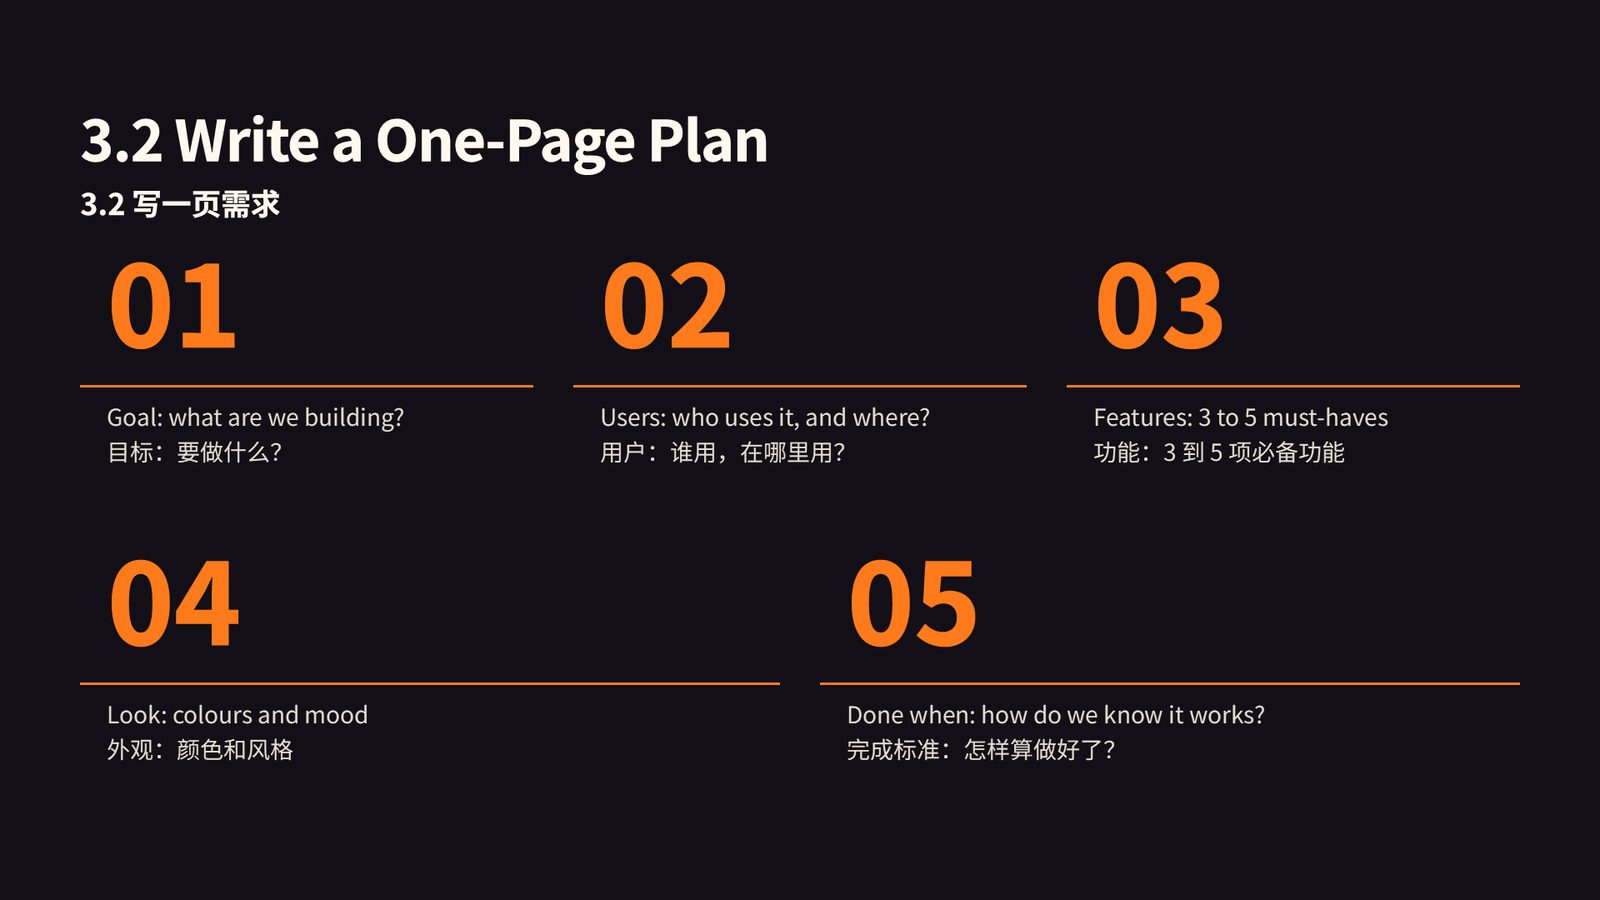 3.2 Write a One-Page Plan
3.2 写一页需求
01
Goal: what are we building?
目标：要做什么？
02
Users: who uses it, and where?
用户：谁用，在哪里用？
03
Features: 3 to 5 must-haves
功能：3 到 5 项必备功能
04
Look: colours and mood
外观：颜色和风格
05
Done when: how do we know it works?
完成标准：怎样算做好了？